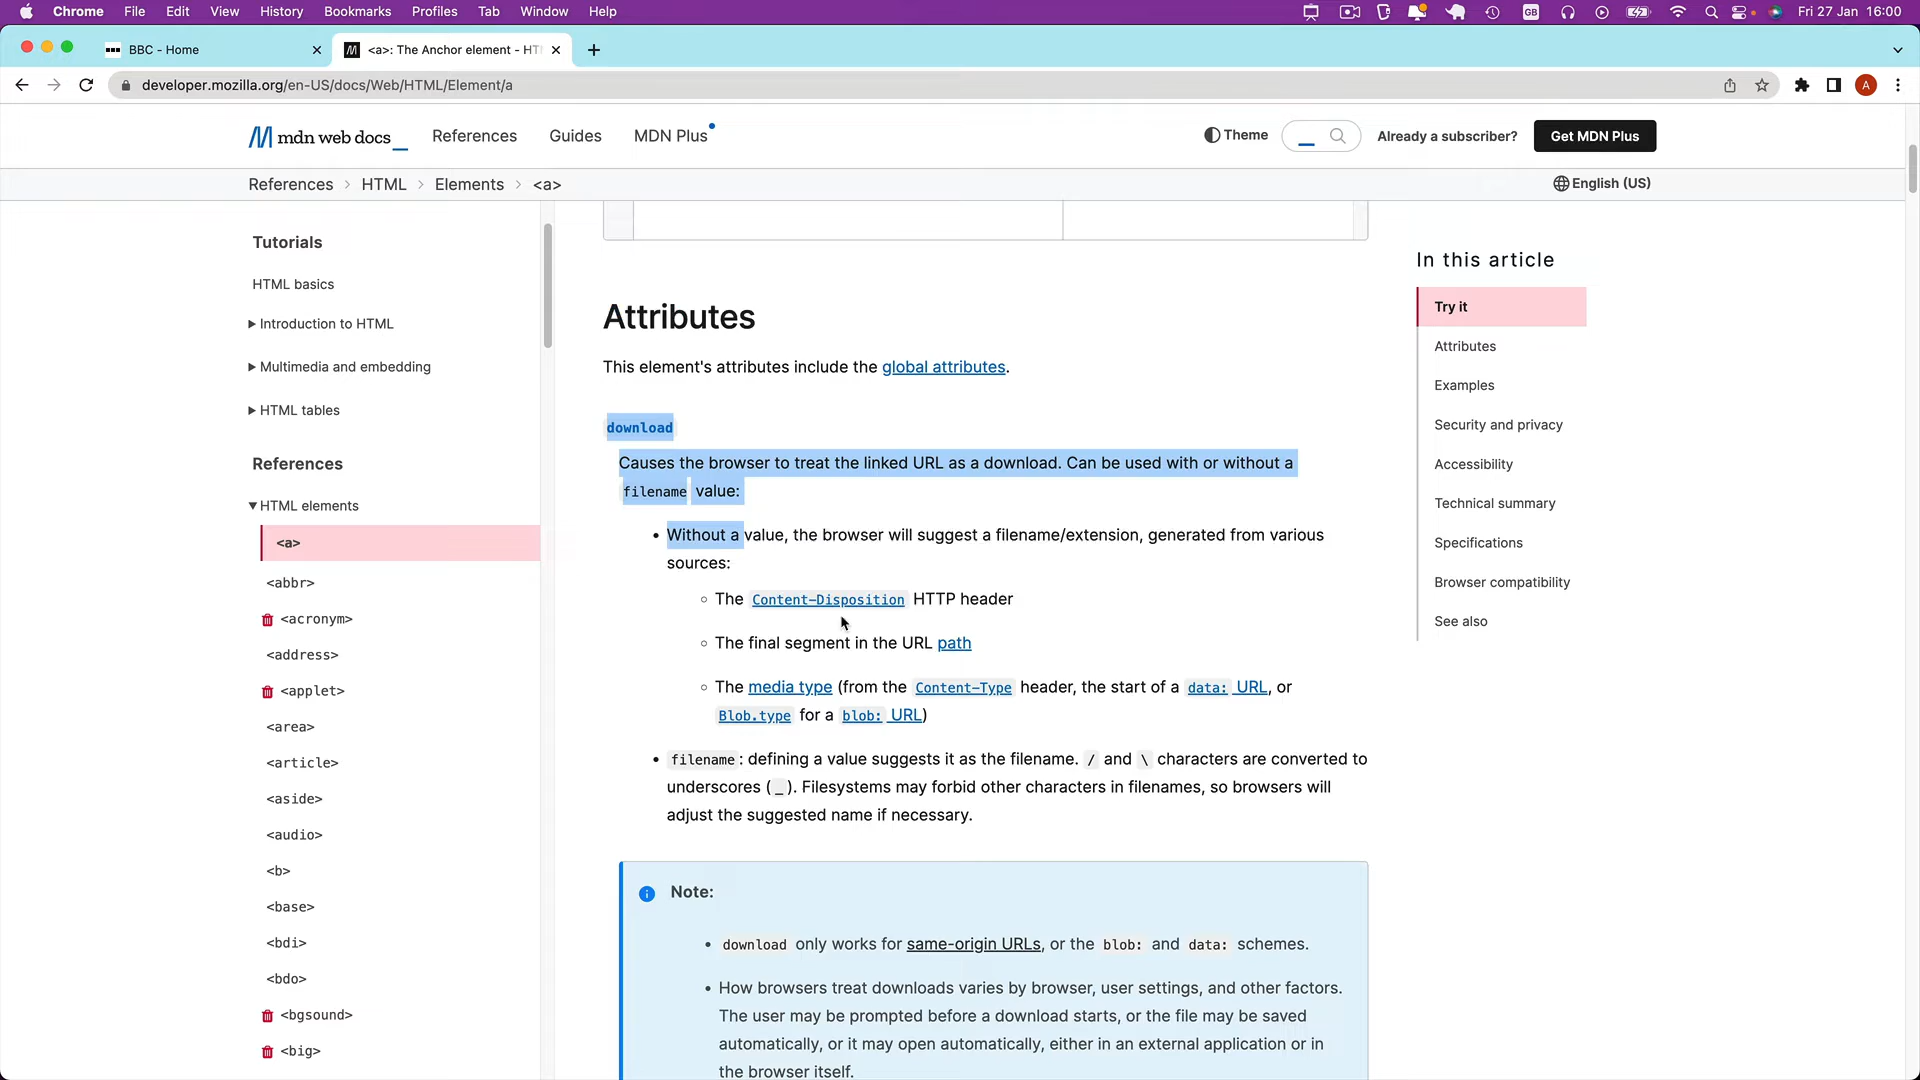 Chrome File Edit View History Bookmarks Profiles Tab Window Help GB Fri 27 Jan 16:00
BBC - Home
<a>: The Anchor element - HT
developer.mozilla.org/en-US/docs/Web/HTML/Element/a
A
mdn web docs_ References Guides MDN Plus
Theme Already a subscriber? Get MDN Plus
References > HTML > Elements > <a>
English (US)
Tutorials
HTML basics
Introduction to HTML
Multimedia and embedding
HTML tables
References
HTML elements
<a>
<abbr>
<acronym>
<address>
<applet>
<area>
<article>
<aside>
<audio>
<b>
<base>
<bdi>
<bdo>
<bgsound>
<big>
Attributes
This element's attributes include the global attributes.
download
Causes the browser to treat the linked URL as a download. Can be used with or without a
filename value:
• Without a value, the browser will suggest a filename/extension, generated from various
sources:
◦ The Content-Disposition HTTP header
◦ The final segment in the URL path
◦ The media type (from the Content-Type header, the start of a data: URL, or
Blob.type for a blob: URL)
• filename: defining a value suggests it as the filename. / and \ characters are converted to
underscores (_). Filesystems may forbid other characters in filenames, so browsers will
adjust the suggested name if necessary.
Note:
• download only works for same-origin URLs, or the blob: and data: schemes.
• How browsers treat downloads varies by browser, user settings, and other factors.
The user may be prompted before a download starts, or the file may be saved
automatically, or it may open automatically, either in an external application or in
the browser itself.
In this article
Try it
Attributes
Examples
Security and privacy
Accessibility
Technical summary
Specifications
Browser compatibility
See also